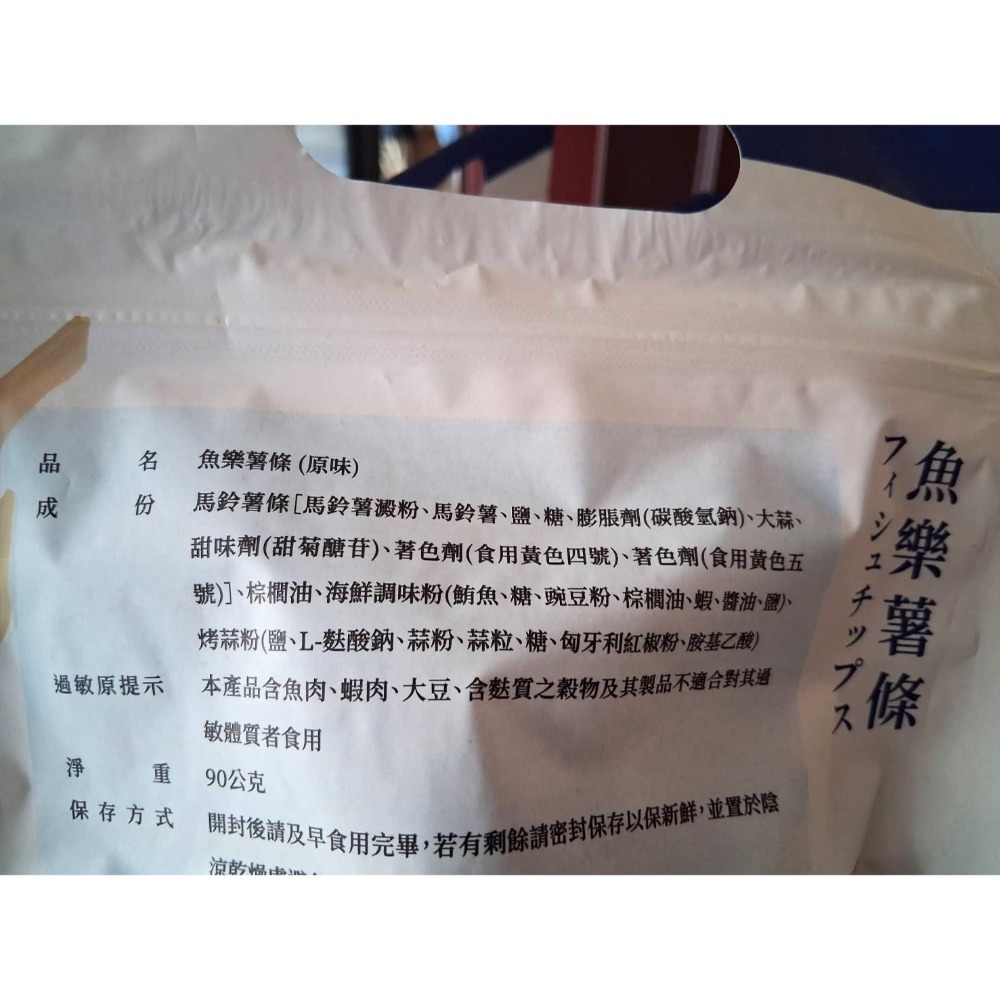 品名 魚樂薯條 (原味)
成份 馬鈴薯條[馬鈴薯澱粉、馬鈴薯、鹽、糖、膨脹劑(碳酸氫鈉)、大蒜、
甜味劑(甜菊醣苷)、著色劑(食用黃色四號)、著色劑(食用黃色五
號)]、棕櫚油、海鮮調味粉(鮪魚、糖、豌豆粉、棕櫚油、蝦、醬油、鹽)、
烤蒜粉(鹽、L-麩酸鈉、蒜粉、蒜粒、糖、匈牙利紅椒粉、胺基乙酸)
過敏原提示 本產品含魚肉、蝦肉、大豆、含麩質之穀物及其製品不適合對其過
敏體質者食用
淨重 90公克
保存方式 開封後請及早食用完畢，若有剩餘請密封保存以保新鮮，並置於陰
涼乾燥處
魚樂薯條
フィシュチップス